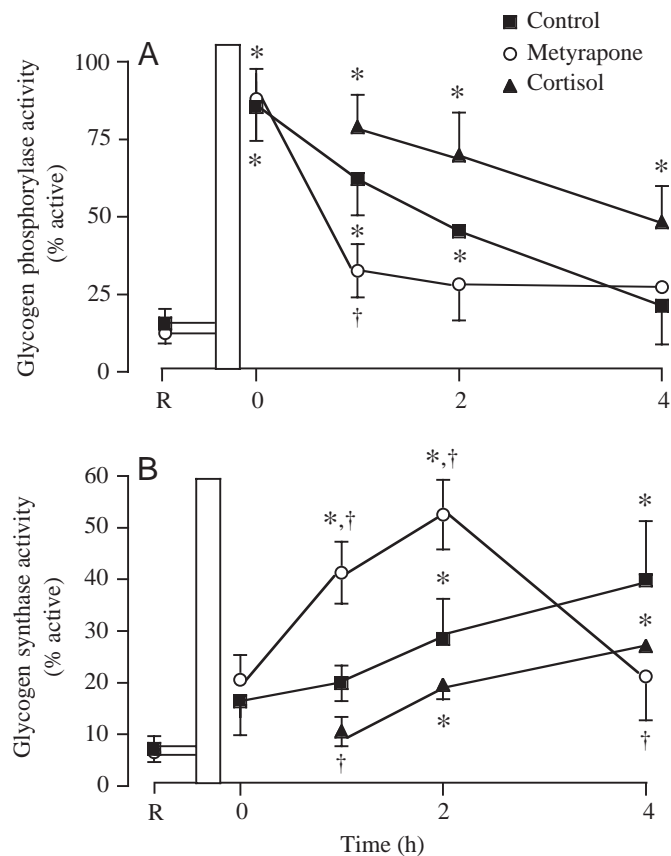 Control
Metyrapone
Cortisol
A
Glycogen phosphorylase activity
(% active)
100
75
50
25
0
*
*
*
*
*
*
*
†
R
0
2
4
B
Glycogen synthase activity
(% active)
60
50
40
30
20
10
0
*,†
*,†
*
*
*
*
†
†
R
0
2
4
Time (h)